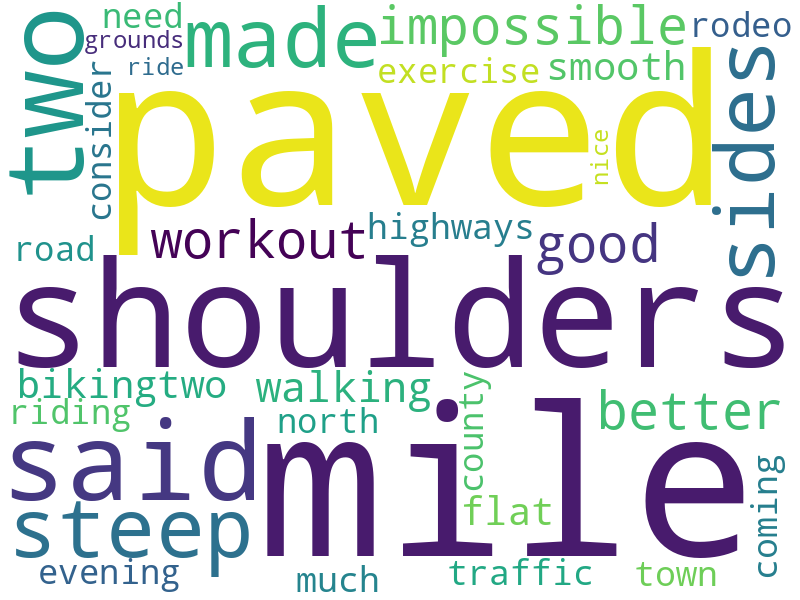 need
grounds
ride
made
impossible
rodeo
exercise
smooth
two
consider
paved
nice
sides
workout
highways
good
road
shoulders
bikingtwo
walking
riding
north
county
better
said
mile
steep
flat
coming
evening
much
traffic
town